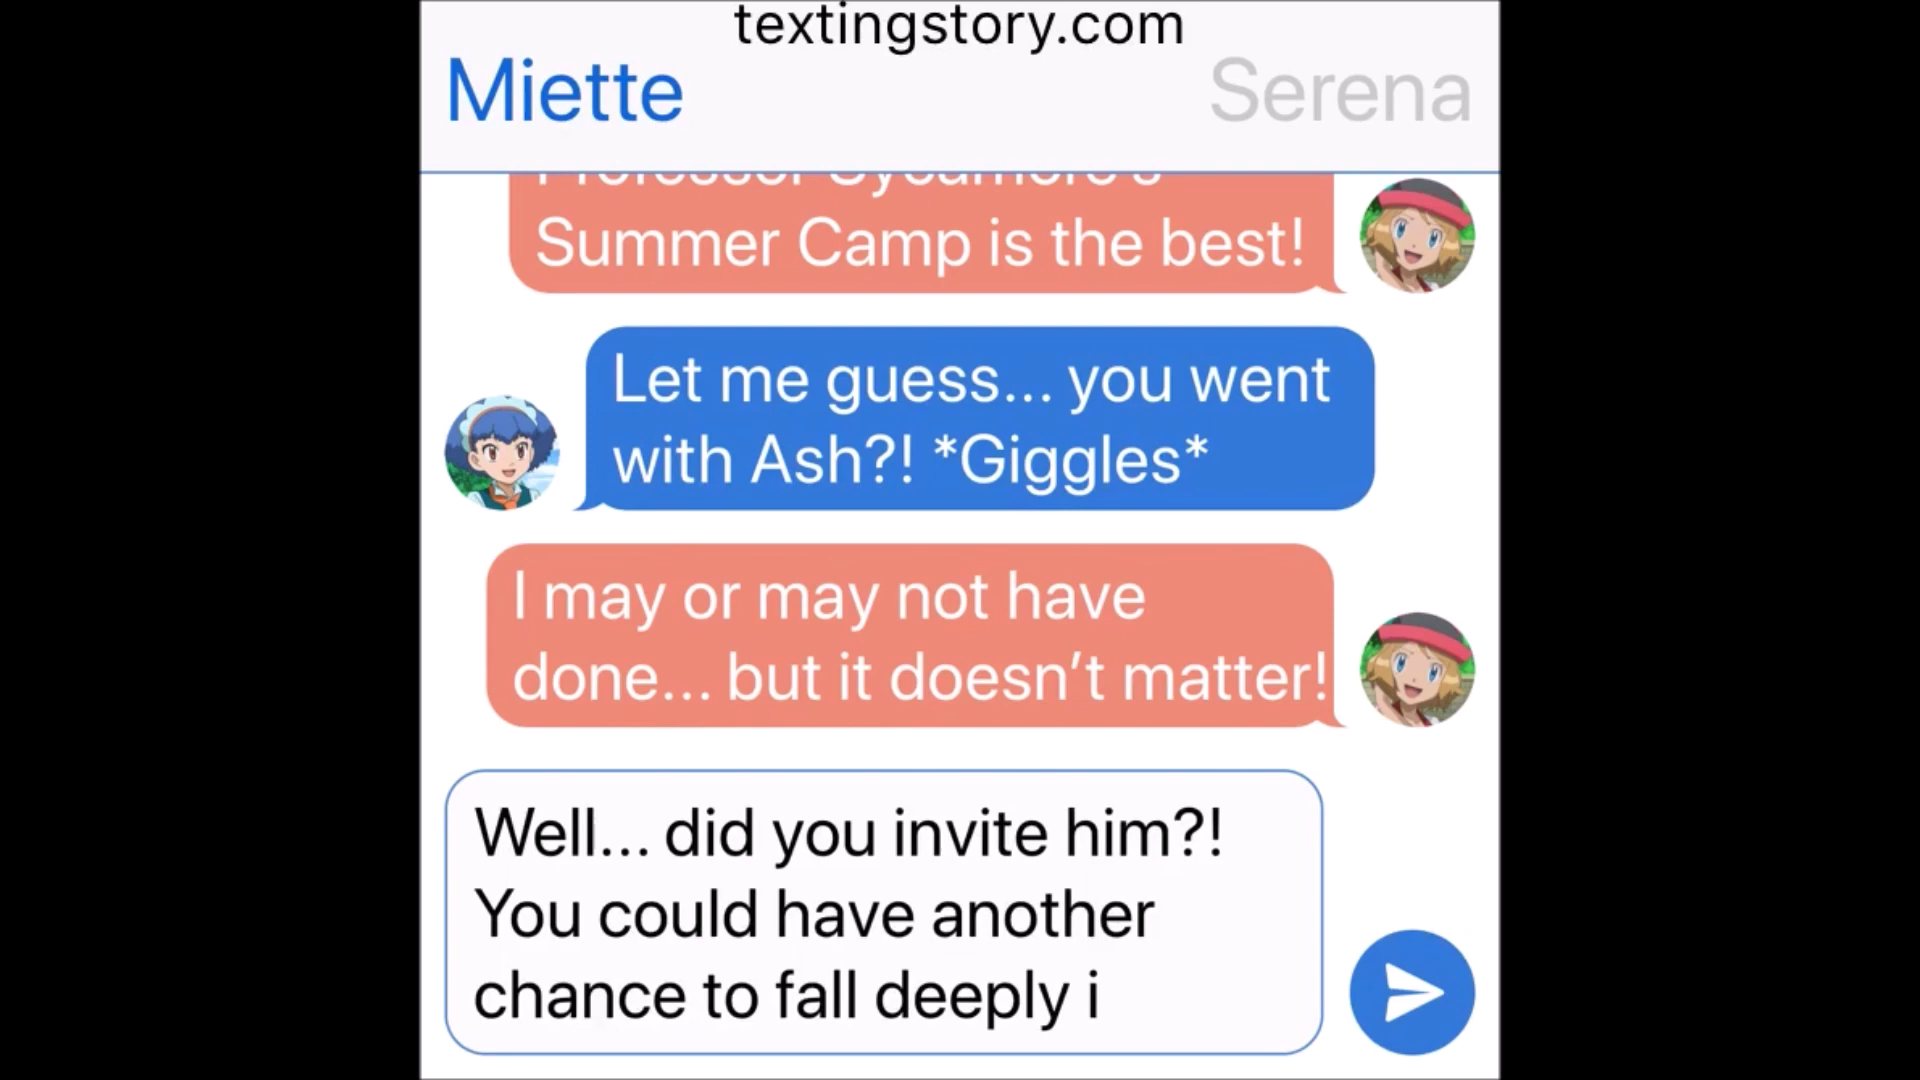 textingstory.com
Miette
Serena
Professor Sycamore's
Summer Camp is the best!
Let me guess... you went
with Ash?! *Giggles*
I may or may not have
done... but it doesn’t matter!
Well... did you invite him?!
You could have another
chance to fall deeply i